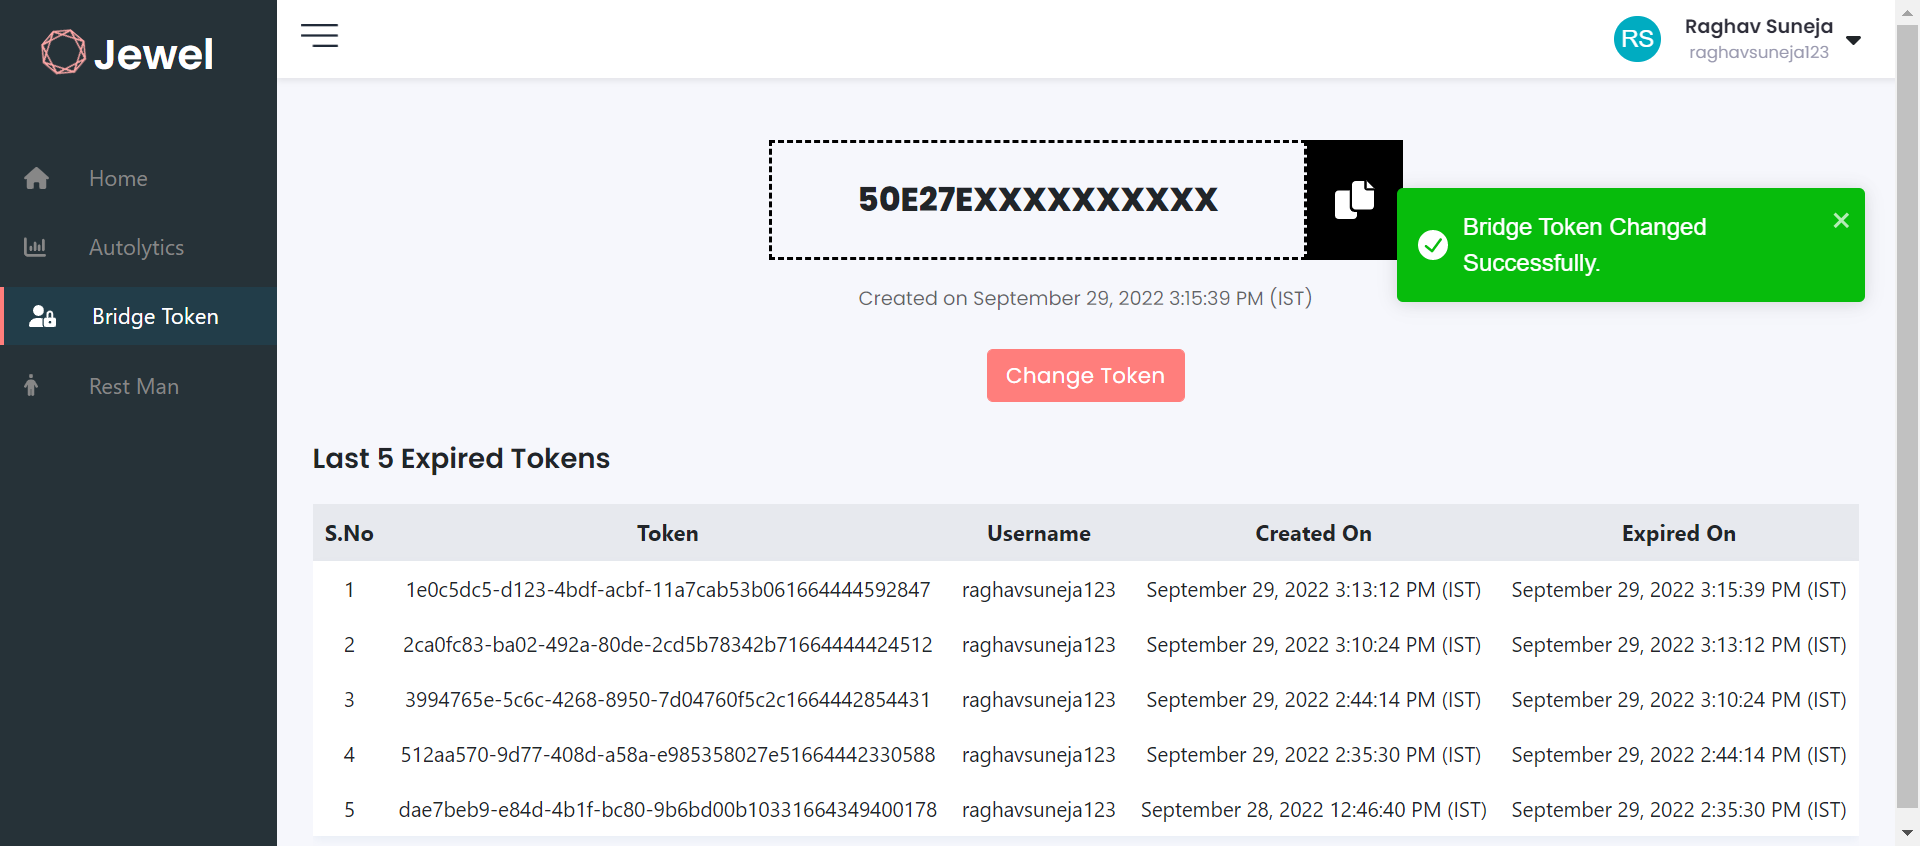 Jewel
RS
Raghav Suneja
raghavsuneja123
Home
Autolytics
Bridge Token
Rest Man
50E27EXXXXXXXXXX
Bridge Token Changed
Successfully.
Created on September 29, 2022 3:15:39 PM (IST)
Change Token
Last 5 Expired Tokens
S.No Token Username Created On Expired On
1 1e0c5dc5-d123-4bdf-acbf-11a7cab53b061664444592847 raghavsuneja123 September 29, 2022 3:13:12 PM (IST) September 29, 2022 3:15:39 PM (IST)
2 2ca0fc83-ba02-492a-80de-2cd5b78342b71664444424512 raghavsuneja123 September 29, 2022 3:10:24 PM (IST) September 29, 2022 3:13:12 PM (IST)
3 3994765e-5c6c-4268-8950-7d04760f5c2c1664442854431 raghavsuneja123 September 29, 2022 2:44:14 PM (IST) September 29, 2022 3:10:24 PM (IST)
4 512aa570-9d77-408d-a58a-e985358027e51664442330588 raghavsuneja123 September 29, 2022 2:35:30 PM (IST) September 29, 2022 2:44:14 PM (IST)
5 dae7beb9-e84d-4b1f-bc80-9b6bd00b10331664349400178 raghavsuneja123 September 28, 2022 12:46:40 PM (IST) September 29, 2022 2:35:30 PM (IST)